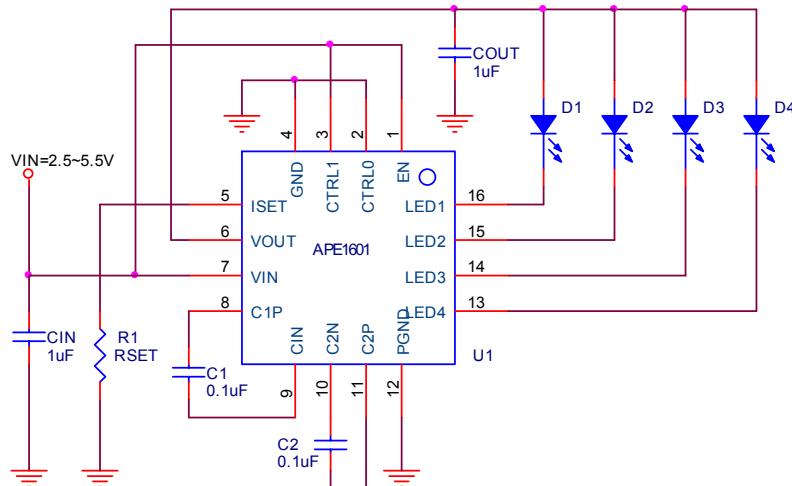 COUT
1uF
D1
D2
D3
D4
4
3
2
1
VIN=2.5~5.5V
GND
CTRL1
CTRL0
EN
5
ISET
LED1
16
6
VOUT
APE1601
LED2
15
7
VIN
LED3
14
8
C1P
LED4
13
CIN
C2N
C2P
PGND
U1
CIN
1uF
R1
RSET
C1
0.1uF
9
10
11
12
C2
0.1uF